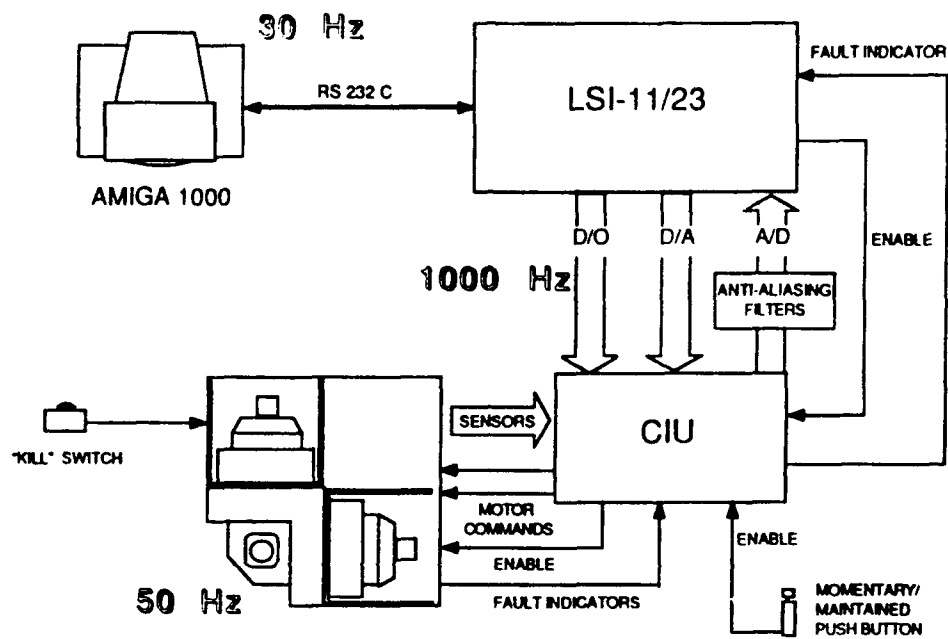 30 Hz
FAULT INDICATOR
RS 232 C
LSI-11/23
AMIGA 1000
D/O
D/A
A/D
ENABLE
1000 Hz
ANTI-ALIASING
FILTERS
SENSORS
CIU
"KILL" SWITCH
MOTOR
COMMANDS
ENABLE
ENABLE
50 Hz
FAULT INDICATORS
MOMENTARY/
MAINTAINED
PUSH BUTTON